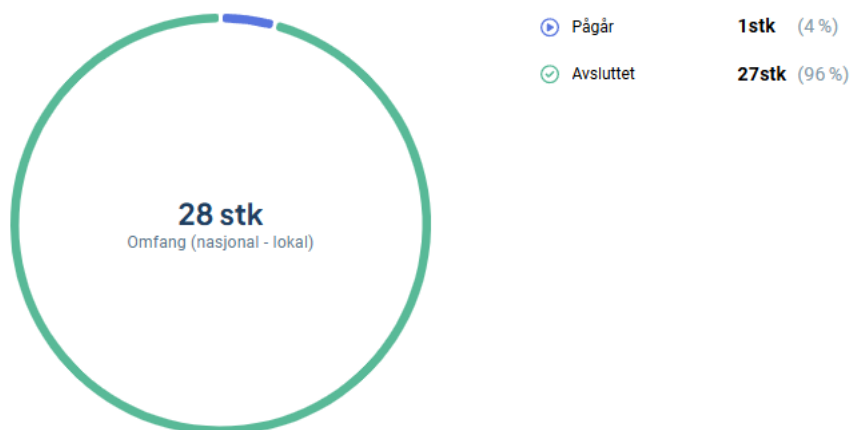 28 stk
Omfang (nasjonal - lokal)
Pågår 1stk (4 %)
Avsluttet 27stk (96 %)